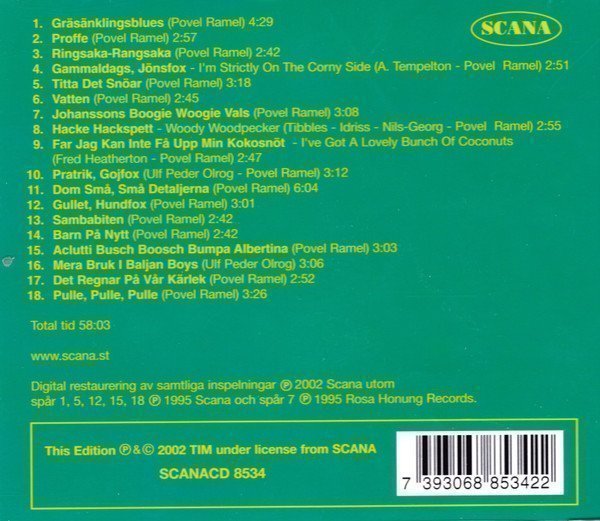 SCANA
1. Gräsänklingsblues (Povel Ramel) 4:29
2. Proffe (Povel Ramel) 2:57
3. Ringsaka-Rangsaka (Povel Ramel) 2:42
4. Gammaldags, Jönsfox - I'm Strictly On The Corny Side (A. Tempelton - Povel Ramel) 2:51
5. Titta Det Snöar (Povel Ramel) 3:18
6. Vatten (Povel Ramel) 2:45
7. Johanssons Boogie Woogie Vals (Povel Ramel) 3:08
8. Hacke Hackspett - Woody Woodpecker (Tibbles - Idriss - Nils-Georg - Povel Ramel) 2:55
9. Far Jag Kan Inte Få Upp Min Kokosnöt - I've Got A Lovely Bunch Of Coconuts
(Fred Heatherton - Povel Ramel) 2:47
10. Pratrik, Gojfox (Ulf Peder Olrog - Povel Ramel) 3:12
11. Dom Små, Små Detaljerna (Povel Ramel) 6:04
12. Gullet, Hundfox (Povel Ramel) 3:01
13. Sambabiten (Povel Ramel) 2:42
14. Barn På Nytt (Povel Ramel) 2:42
15. Aclutti Busch Boosch Bumpa Albertina (Povel Ramel) 3:03
16. Mera Bruk I Baljan Boys (Ulf Peder Olrog) 3:06
17. Det Regnar På Vår Kärlek (Povel Ramel) 2:52
18. Pulle, Pulle, Pulle (Povel Ramel) 3:26
Total tid 58:03
www.scana.st
Digital restaurering av samtliga inspelningar ℗ 2002 Scana utom
spår 1, 5, 12, 15, 18 ℗ 1995 Scana och spår 7 ℗ 1995 Rosa Honung Records.
This Edition ℗ & © 2002 TIM under license from SCANA
SCANACD 8534
7 393068 853422